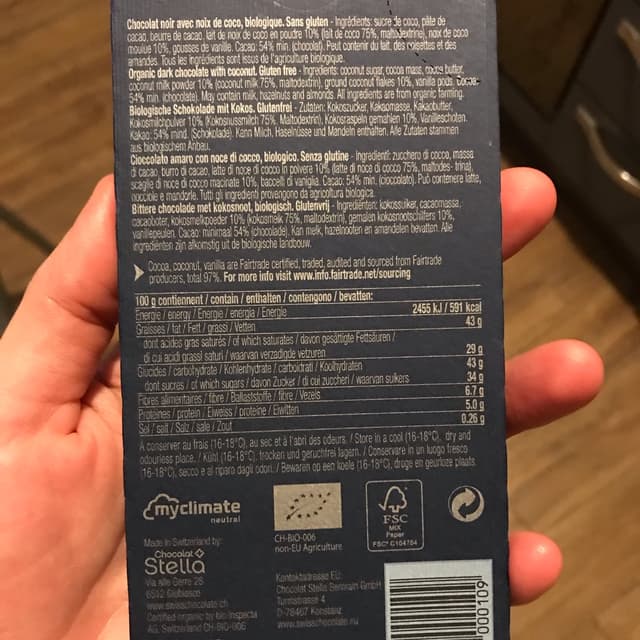 Chocolat noir avec noix de coco, biologique. Sans gluten - Ingrédients: sucre de coco, pâte de
cacao, beurre de cacao, lait de noix de coco en poudre 10% (lait de coco 75%, maltodextrine), noix de coco
moulue 10%, gousses de vanille. Cacao: 54% min. (chocolat). Peut contenir du lait, des noisettes et des
amandes. Tous les ingrédients sont issus de l'agriculture biologique.
Organic dark chocolate with coconut. Gluten free - Ingredients: coconut sugar, cocoa mass, cocoa butter,
coconut milk powder 10% (coconut milk 75%, maltodextrin), ground coconut flakes 10%, vanilla pods. Cocoa:
54% min. (chocolate). May contain milk, hazelnuts and almonds. All ingredients are from organic farming.
Biologische Schokolade mit Kokos. Glutenfrei - Zutaten: Kokoszucker, Kakaomasse, Kakaobutter,
Kokosmilchpulver 10% (Kokosnussmilch 75%, Maltodextrin), Kokosraspeln gemahlen 10%, Vanilleschoten.
Kakao: 54% mind. (Schokolade). Kann Milch, Haselnüsse und Mandeln enthalten. Alle Zutaten stammen
aus biologischem Anbau.
Cioccolato amaro con noce di cocco, biologico. Senza glutine - Ingredienti: zucchero di cocco, massa
di cacao, burro di cacao, latte di noce di cocco in polvere 10% (latte di noce di cocco 75%, maltodes- trina),
scaglie di noce di cocco macinate 10%, baccelli di vaniglia. Cacao: 54% min. (cioccolato). Può contenere latte,
nocciole e mandorle. Tutti gli ingredienti provengono da agricoltura biologica.
Bittere chocolade met kokosnoot, biologisch. Glutenvrij - Ingrediënten: kokossuiker, cacaomassa,
cacaoboter, kokosmelkpoeder 10% (kokosmelk 75%, maltodextrin), gemalen kokosnootschilfers 10%,
vanillepeulen. Cacao: minimaal 54% (chocolade). Kan melk, hazelnoten en amandelen bevatten. Alle
ingrediënten zijn afkomstig uit de biologische landbouw.
Cocoa, coconut, vanilla are Fairtrade certified, traded, audited and sourced from Fairtrade
producers, total 97%. For more info visit www.info.fairtrade.net/sourcing
100 g contiennent / contain / enthalten / contengono / bevatten:
Énergie / energy / Energie / energia / Energie 2455 kJ / 591 kcal
Graisses / fat / Fett / grassi / Vetten 43 g
dont acides gras saturés / of which saturates / davon gesättigte Fettsäuren /
di cui acidi grassi saturi / waarvan verzadigde vetzuren 29 g
Glucides / carbohydrate / Kohlenhydrate / carboidrati / Koolhydraten 43 g
dont sucres / of which sugars / davon Zucker / di cui zuccheri / waarvan suikers 34 g
Fibres alimentaires / fibre / Ballaststoffe / fibre / Vezels 6.7 g
Protéines / protein / Eiweiss / proteine / Eiwitten 5.0 g
Sel / salt / Salz / sale / Zout 0.26 g
À conserver au frais (16-18°C), au sec et à l'abri des odeurs. / Store in a cool (16-18°C), dry and
odourless place. / Kühl (16-18°C), trocken und geruchfrei lagern. / Conservare in un luogo fresco
(16-18°C), secco e al riparo dagli odori. / Bewaren op een koele (16-18°C), droge en geurloze plaats.
myclimate
neutral
CH-BIO-006
non-EU Agriculture
FSC
MIX
Paper
FSC® C104784
Made in Switzerland by:
Chocolat
Stella
Via alle Gerre 28
6512 Giubiasco
www.swisschocolate.ch
Certified organic by bio.inspecta
AG, Switzerland CH-BIO-006
Kontaktadresse EU:
Chocolat Stella Bernrain GmbH
Turmstrasse 4
D-78467 Konstanz
www.swisschocolate.eu
000109